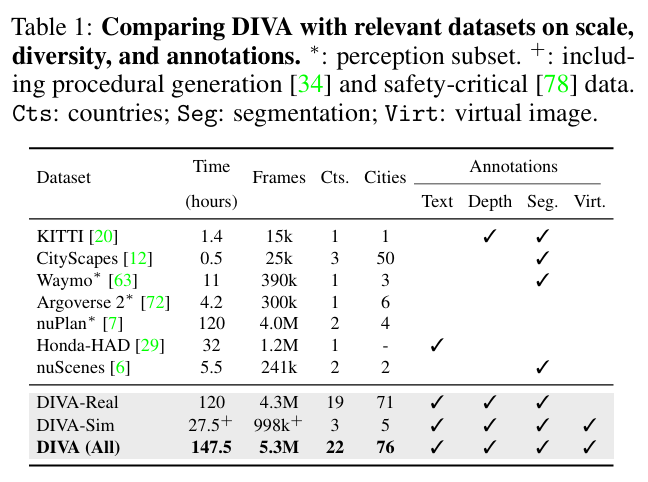 Table 1: Comparing DIVA with relevant datasets on scale,
diversity, and annotations. *: perception subset. +: includ-
ing procedural generation [34] and safety-critical [78] data.
Cts: countries; Seg: segmentation; Virt: virtual image.
Dataset Time (hours) Frames Cts. Cities Annotations
Text Depth Seg. Virt.
KITTI [20] 1.4 15k 1 1 ✓ ✓
CityScapes [12] 0.5 25k 3 50 ✓
Waymo* [63] 11 390k 1 3 ✓
Argoverse 2* [72] 4.2 300k 1 6
nuPlan* [7] 120 4.0M 2 4
Honda-HAD [29] 32 1.2M 1 - ✓
nuScenes [6] 5.5 241k 2 2 ✓
DIVA-Real 120 4.3M 19 71 ✓ ✓ ✓
DIVA-Sim 27.5+ 998k+ 3 5 ✓ ✓ ✓ ✓
DIVA (All) 147.5 5.3M 22 76 ✓ ✓ ✓ ✓